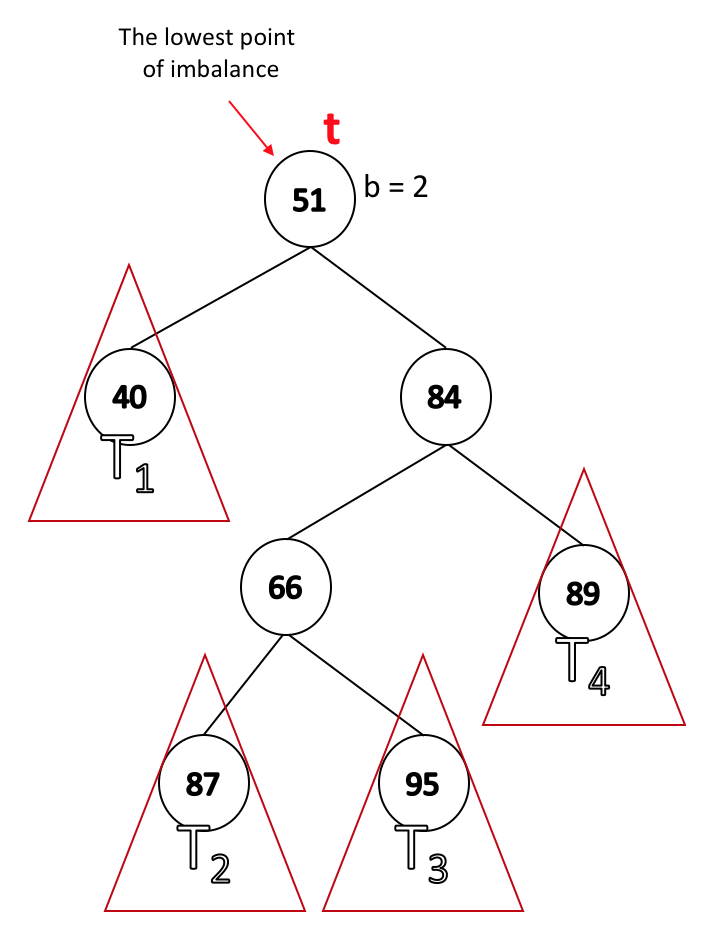 The lowest point
of imbalance
t
51
b = 2
40
T1
84
66
89
T4
87
T2
95
T3